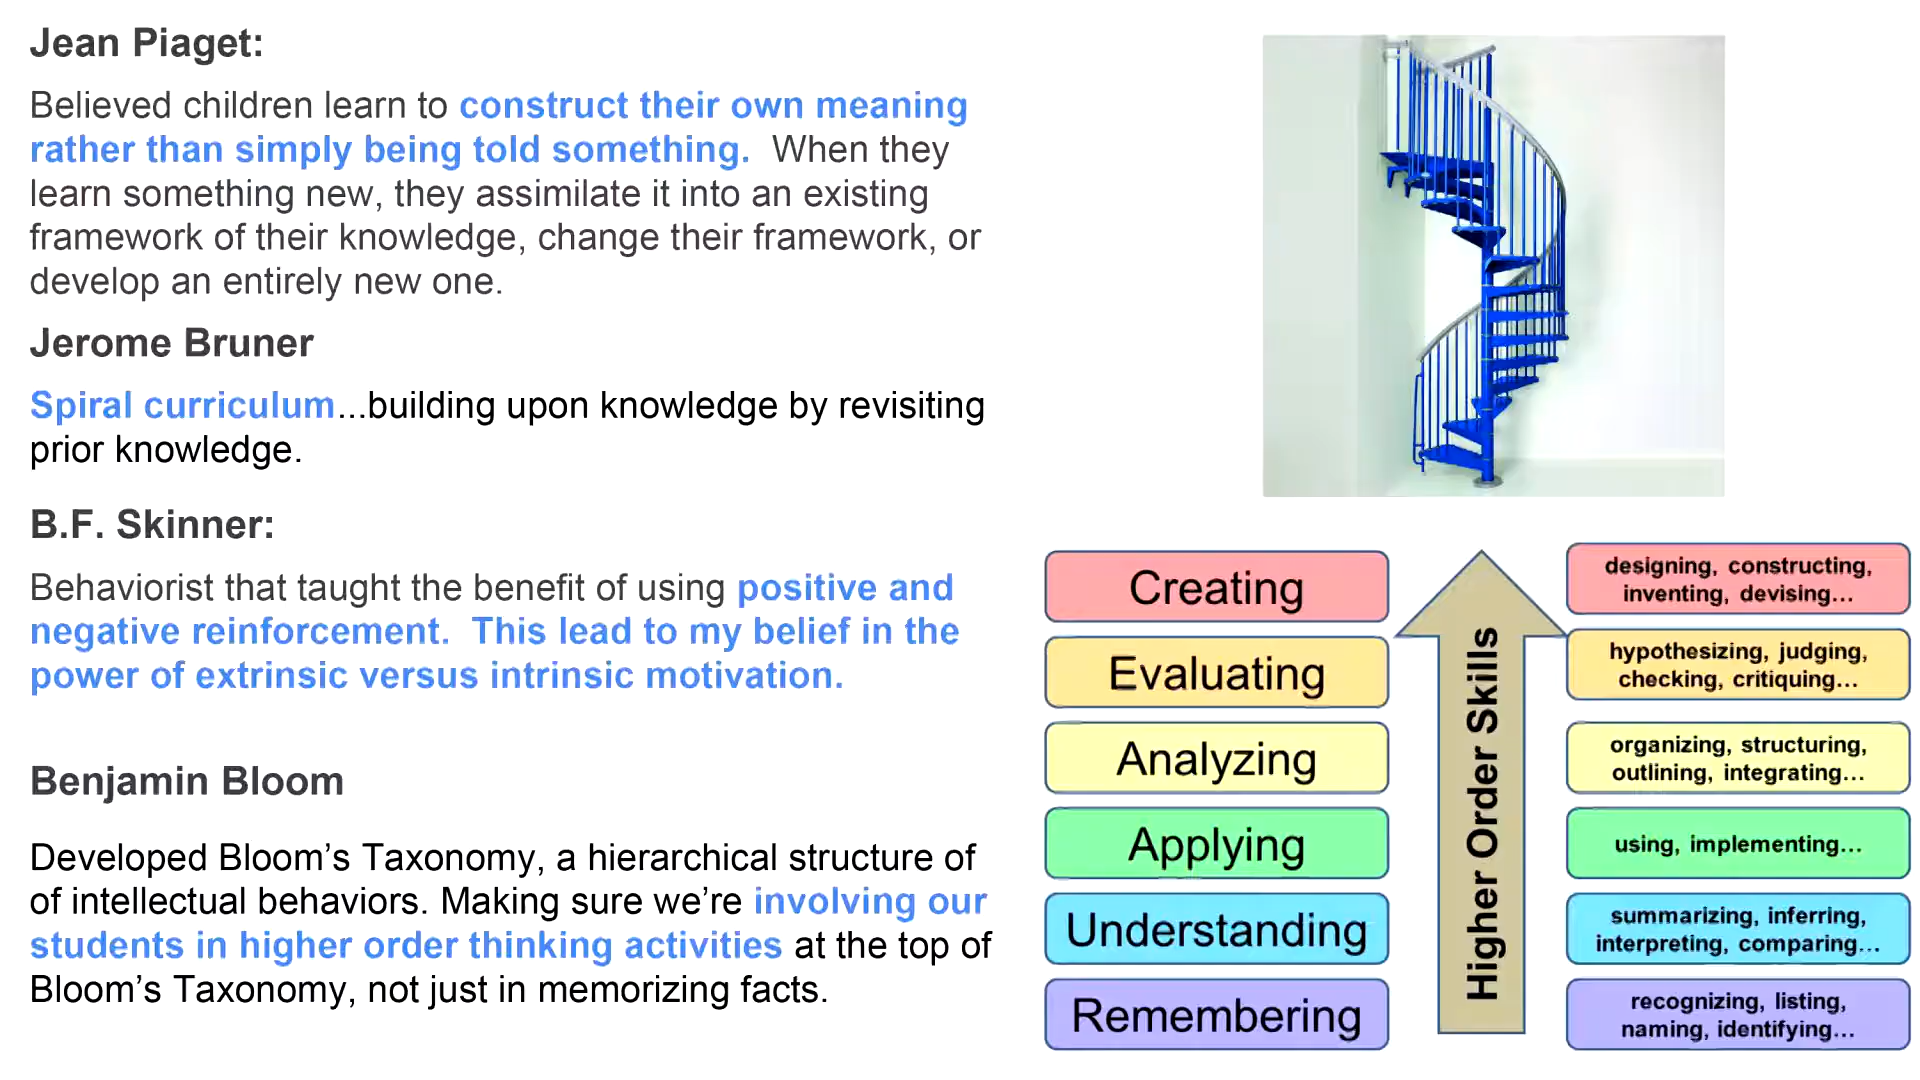 Jean Piaget:
Believed children learn to construct their own meaning
rather than simply being told something. When they
learn something new, they assimilate it into an existing
framework of their knowledge, change their framework, or
develop an entirely new one.
Jerome Bruner
Spiral curriculum...building upon knowledge by revisiting
prior knowledge.
B.F. Skinner:
Behaviorist that taught the benefit of using positive and
negative reinforcement. This lead to my belief in the
power of extrinsic versus intrinsic motivation.
Benjamin Bloom
Developed Bloom’s Taxonomy, a hierarchical structure of
of intellectual behaviors. Making sure we’re involving our
students in higher order thinking activities at the top of
Bloom’s Taxonomy, not just in memorizing facts.
Creating
Evaluating
Analyzing
Applying
Understanding
Remembering
Higher Order Skills
designing, constructing,
inventing, devising...
hypothesizing, judging,
checking, critiquing...
organizing, structuring,
outlining, integrating...
using, implementing...
summarizing, inferring,
interpreting, comparing...
recognizing, listing,
naming, identifying...